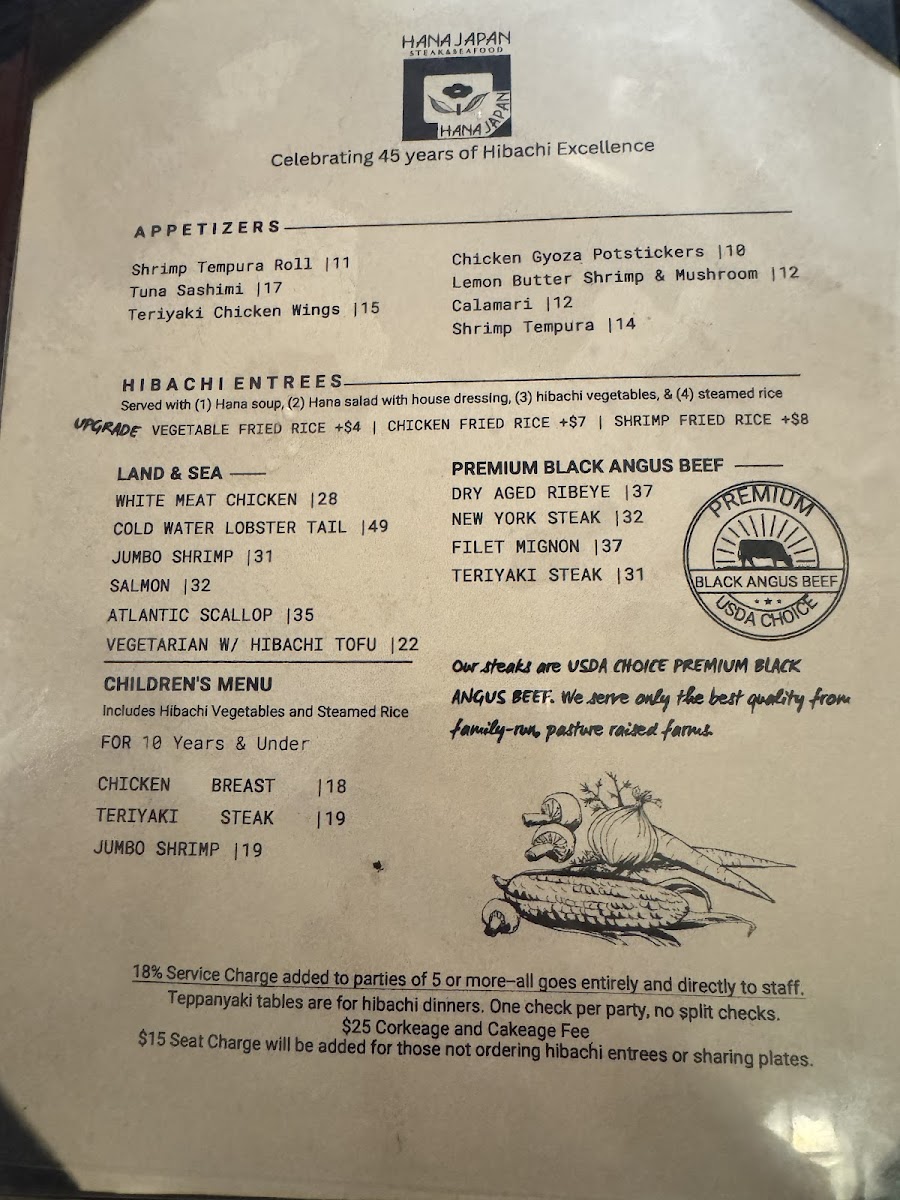 HANA JAPAN
STEAK&SEAFOOD
HANA JAPAN
Celebrating 45 years of Hibachi Excellence
APPETIZERS
Shrimp Tempura Roll |11
Tuna Sashimi |17
Teriyaki Chicken Wings |15
Chicken Gyoza Potstickers |10
Lemon Butter Shrimp & Mushroom |12
Calamari |12
Shrimp Tempura |14
HIBACHI ENTREES
Served with (1) Hana soup, (2) Hana salad with house dressing, (3) hibachi vegetables, & (4) steamed rice
UPGRADE VEGETABLE FRIED RICE +$4 | CHICKEN FRIED RICE +$7 | SHRIMP FRIED RICE +$8
LAND & SEA
WHITE MEAT CHICKEN |28
COLD WATER LOBSTER TAIL |49
JUMBO SHRIMP |31
SALMON |32
ATLANTIC SCALLOP |35
VEGETARIAN W/ HIBACHI TOFU |22
PREMIUM BLACK ANGUS BEEF
DRY AGED RIBEYE |37
NEW YORK STEAK |32
FILET MIGNON |37
TERIYAKI STEAK |31
PREMIUM
BLACK ANGUS BEEF
USDA CHOICE
Our steaks are USDA CHOICE PREMIUM BLACK
ANGUS BEEF. We serve only the best quality from
family-run, pasture raised farms.
CHILDREN'S MENU
Includes Hibachi Vegetables and Steamed Rice
FOR 10 Years & Under
CHICKEN BREAST |18
TERIYAKI STEAK |19
JUMBO SHRIMP |19
18% Service Charge added to parties of 5 or more—all goes entirely and directly to staff.
Teppanyaki tables are for hibachi dinners. One check per party, no split checks.
$25 Corkeage and Cakeage Fee
$15 Seat Charge will be added for those not ordering hibachi entrees or sharing plates.